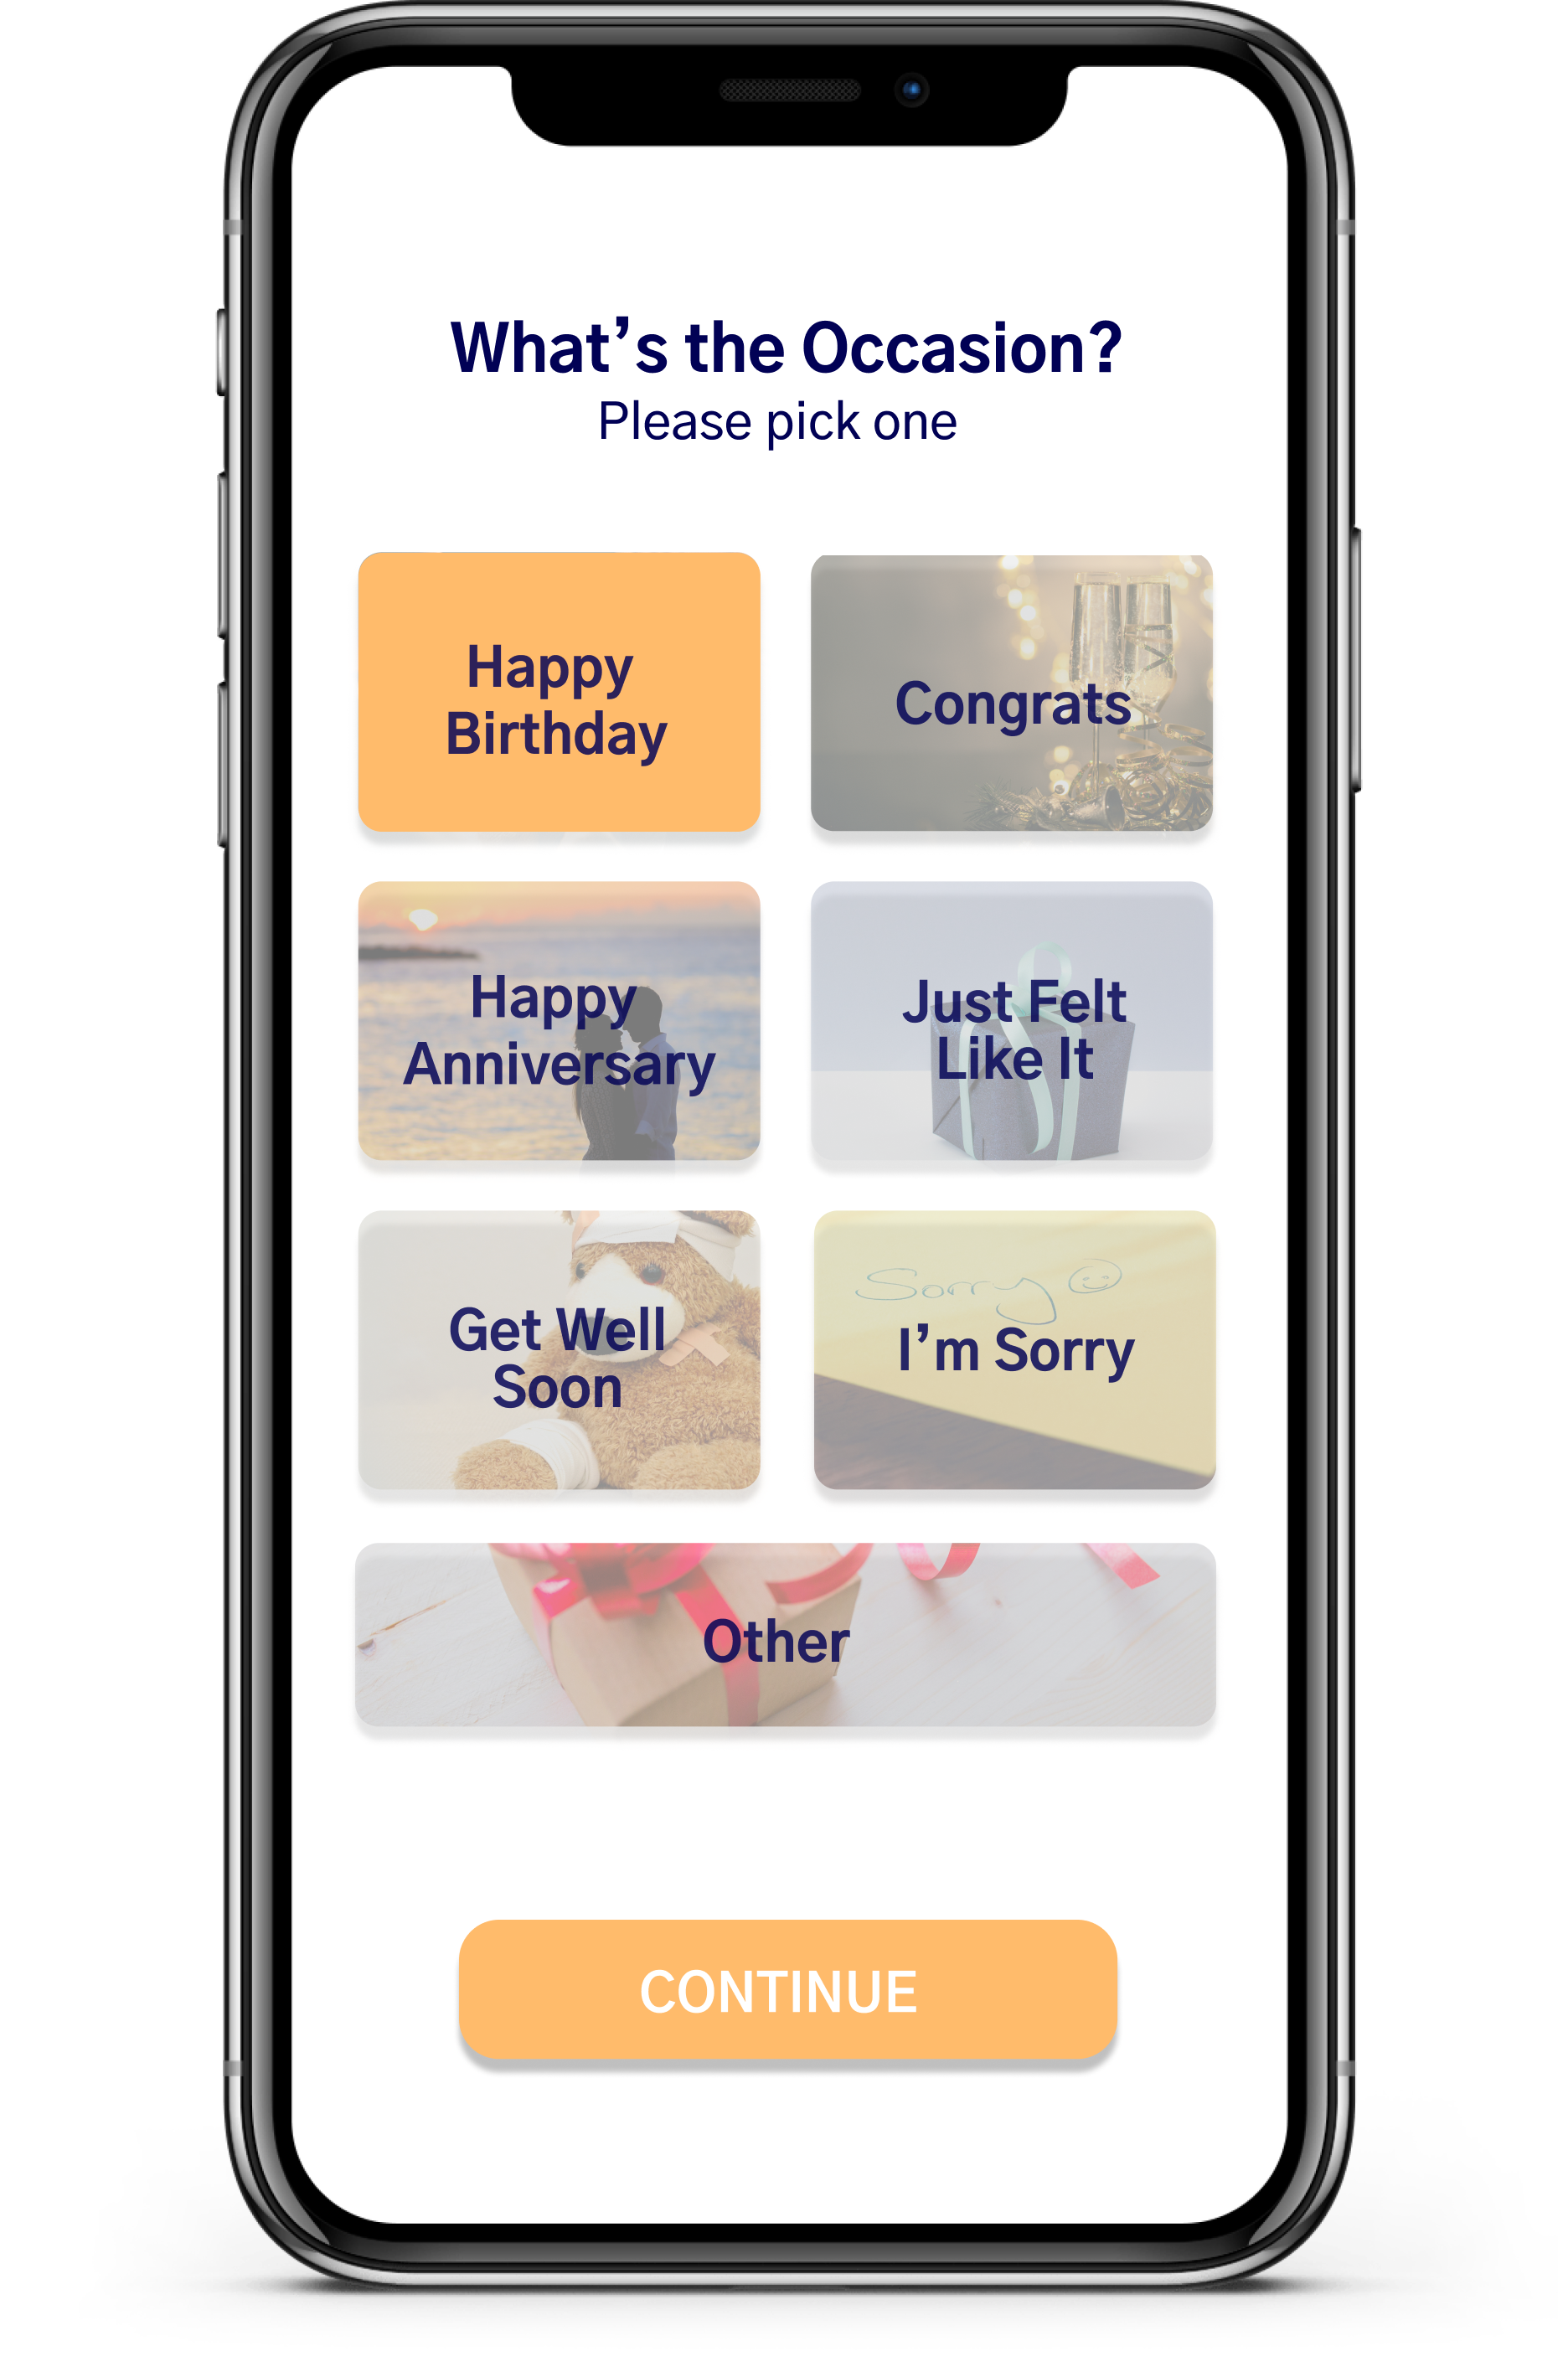 What’s the Occasion?
Please pick one
Happy
Birthday
Congrats
Happy
Anniversary
Just Felt
Like It
Get Well
Soon
Sorry
I’m Sorry
Other
CONTINUE